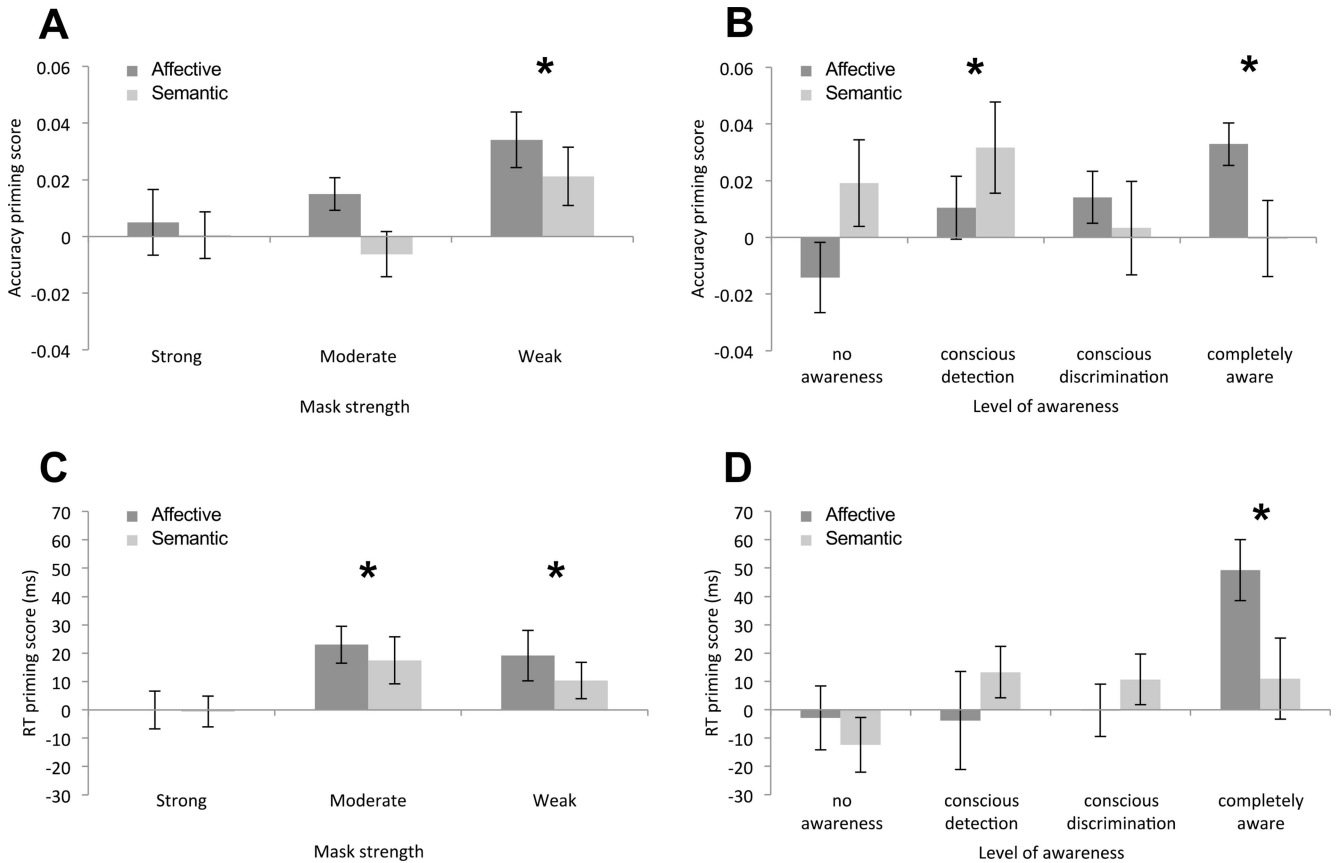 A
Affective
Semantic
*
0.06
0.04
0.02
0
-0.02
-0.04
Accuracy priming score
Strong
Moderate
Weak
Mask strength
B
Affective
Semantic
*
*
0.06
0.04
0.02
0
-0.02
-0.04
Accuracy priming score
no
awareness
conscious
detection
conscious
discrimination
completely
aware
Level of awareness
C
Affective
Semantic
*
*
70
60
50
40
30
20
10
0
-10
-20
-30
RT priming score (ms)
Strong
Moderate
Weak
Mask strength
D
Affective
Semantic
*
70
60
50
40
30
20
10
0
-10
-20
-30
RT priming score (ms)
no
awareness
conscious
detection
conscious
discrimination
completely
aware
Level of awareness